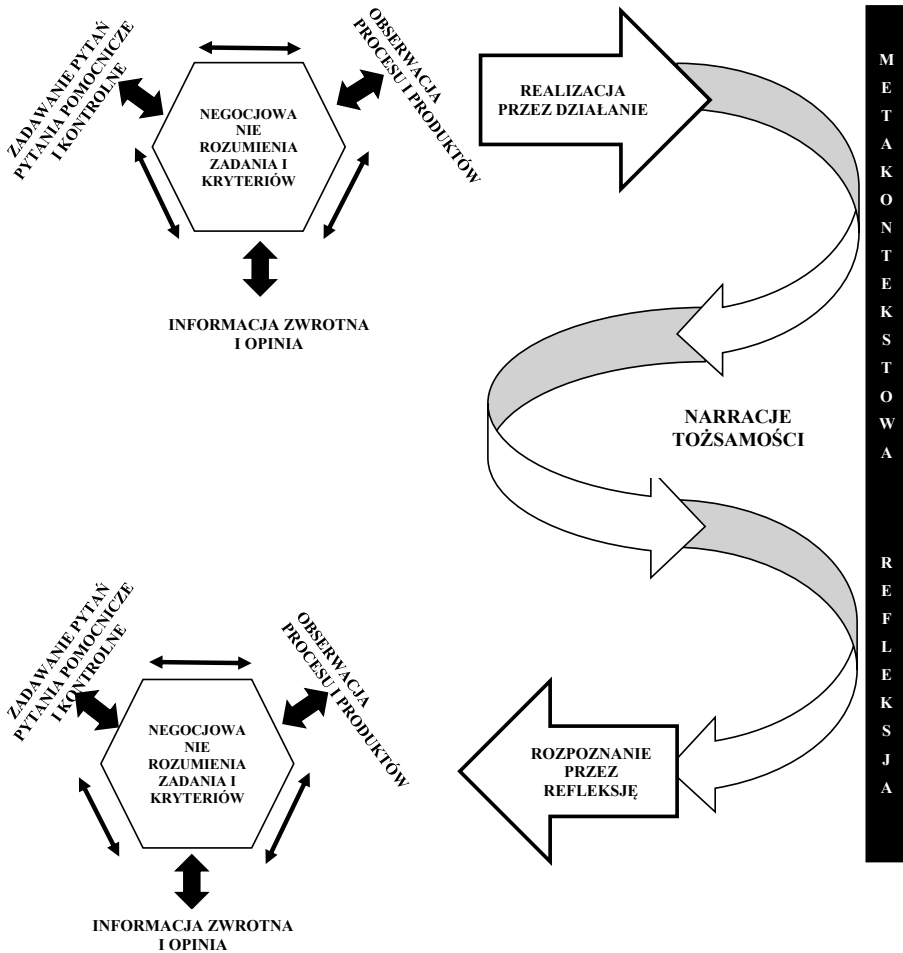 ZADAWANIE PYTAŃ
PYTANIA POMOCNICZE
I KONTROLNE
NEGOCJOWA
NIE
ROZUMIENIA
ZADANIA I
KRYTERIÓW
OBSERWACJA
PROCESU I PRODUKTÓW
INFORMACJA ZWROTNA
I OPINIA
REALIZACJA
PRZEZ DZIAŁANIE
NARRACJE
TOŻSAMOŚCI
METAKONTEKSTOWA REFLEKSJA
ZADAWANIE PYTAŃ
PYTANIA POMOCNICZE
I KONTROLNE
NEGOCJOWA
NIE
ROZUMIENIA
ZADANIA I
KRYTERIÓW
OBSERWACJA
PROCESU I PRODUKTÓW
INFORMACJA ZWROTNA
I OPINIA
ROZPOZNANIE
PRZEZ
REFLEKSJĘ